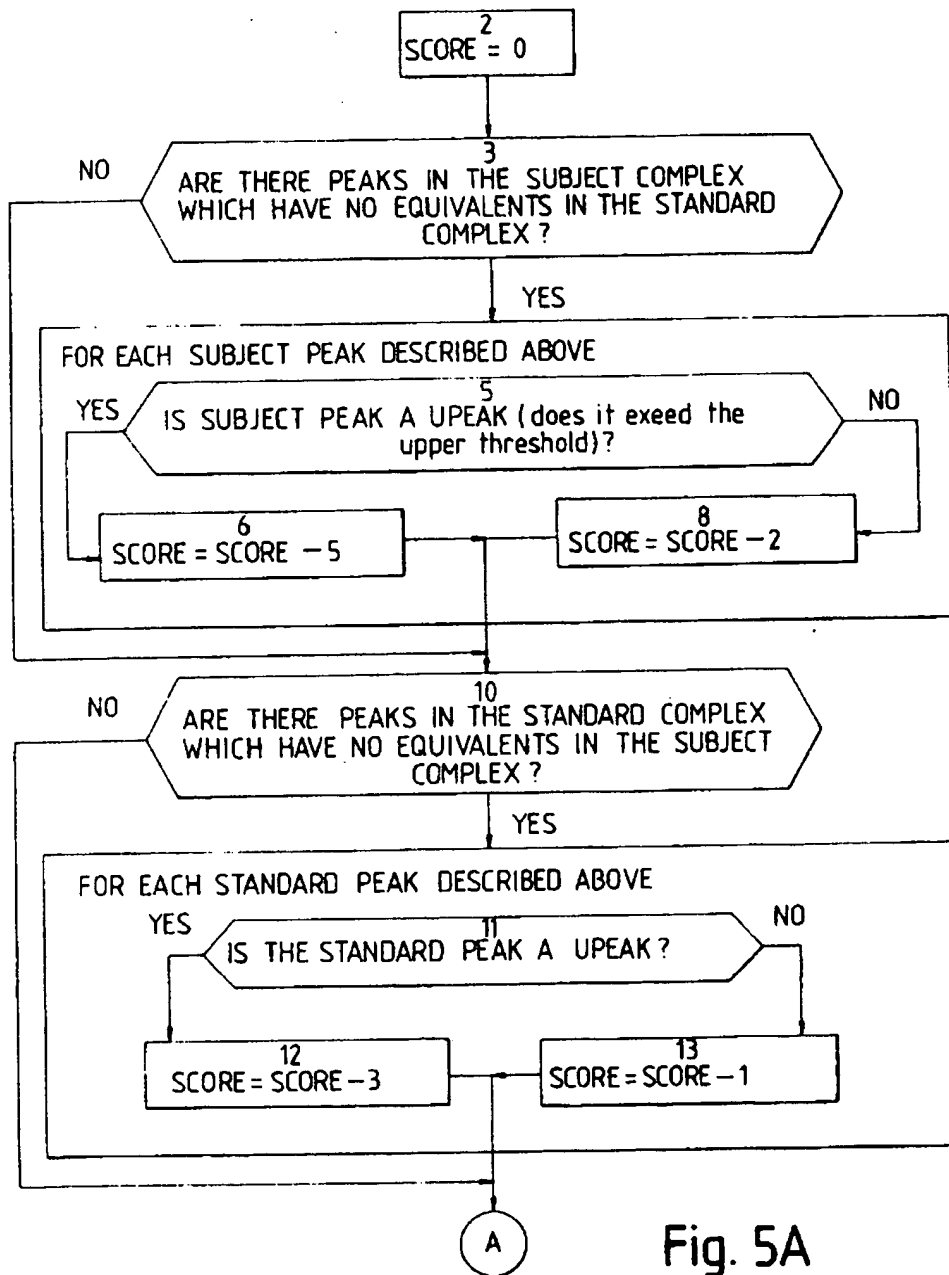 2
SCORE = 0
3
NO
ARE THERE PEAKS IN THE SUBJECT COMPLEX
WHICH HAVE NO EQUIVALENTS IN THE STANDARD
COMPLEX ?
YES
FOR EACH SUBJECT PEAK DESCRIBED ABOVE
5
YES
IS SUBJECT PEAK A UPEAK (does it exeed the
upper threshold)?
NO
6
SCORE = SCORE - 5
8
SCORE = SCORE - 2
10
NO
ARE THERE PEAKS IN THE STANDARD COMPLEX
WHICH HAVE NO EQUIVALENTS IN THE SUBJECT
COMPLEX ?
YES
FOR EACH STANDARD PEAK DESCRIBED ABOVE
YES
11
IS THE STANDARD PEAK A UPEAK ?
NO
12
SCORE = SCORE - 3
13
SCORE = SCORE - 1
A
Fig. 5A